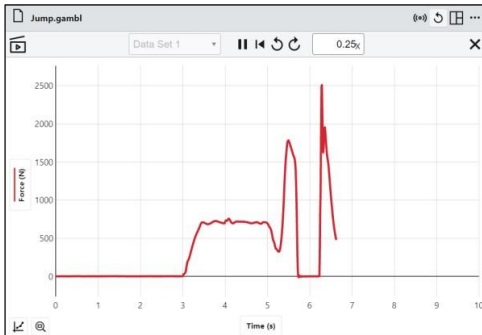 Jump.gambl
Data Set 1
0.25x
2500
2000
1500
1000
500
0
Force (N)
0 1 2 3 4 5 6 7 8 9 10
Time (s)